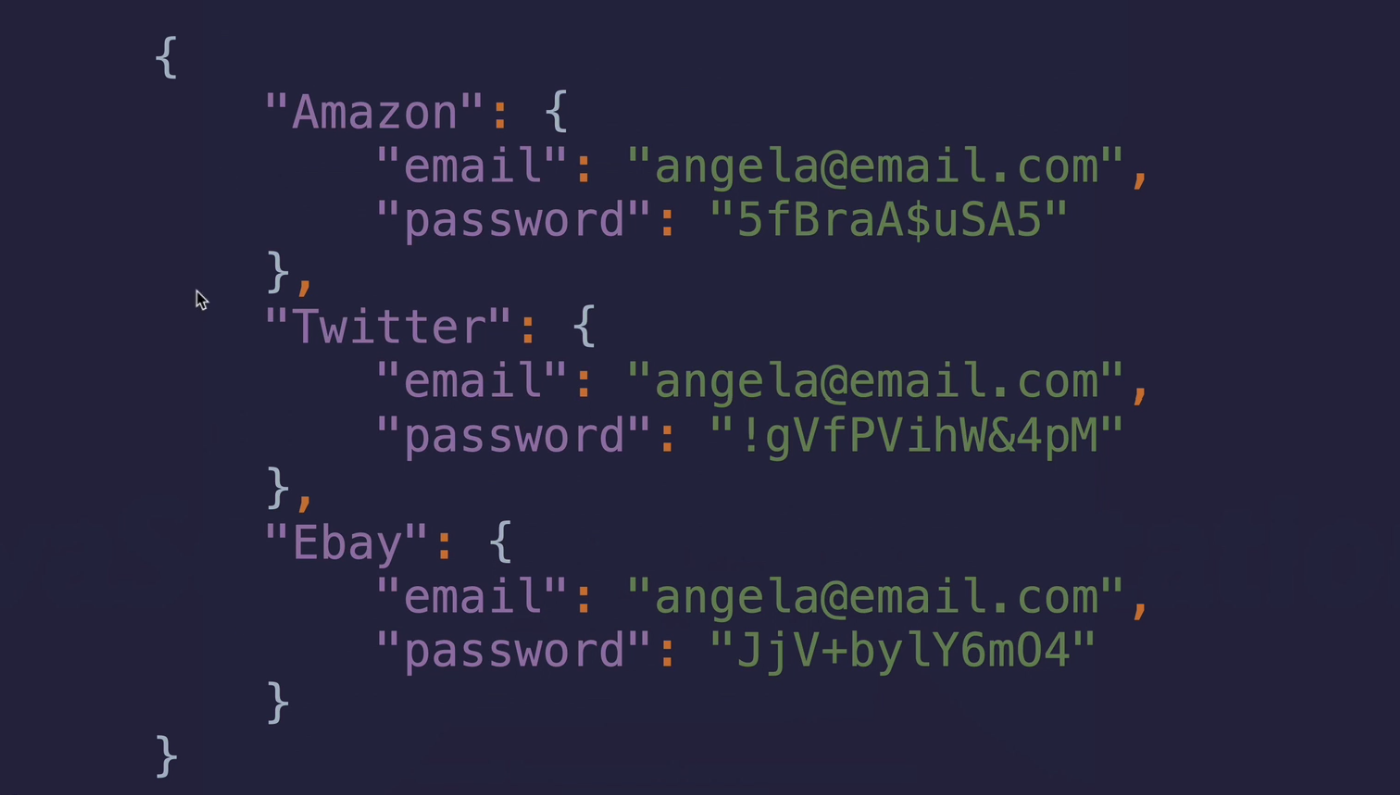 {
    "Amazon": {
        "email": "angela@email.com",
        "password": "5fBraA$uSA5"
    },
    "Twitter": {
        "email": "angela@email.com",
        "password": "!gVfPVihW&4pM"
    },
    "Ebay": {
        "email": "angela@email.com",
        "password": "JjV+bylY6mO4"
    }
}